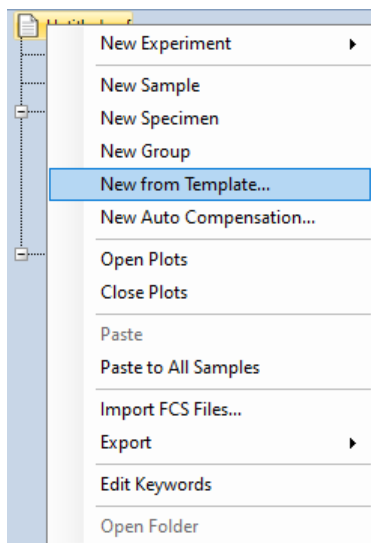 New Experiment
New Sample
New Specimen
New Group
New from Template...
New Auto Compensation...
Open Plots
Close Plots
Paste
Paste to All Samples
Import FCS Files...
Export
Edit Keywords
Open Folder